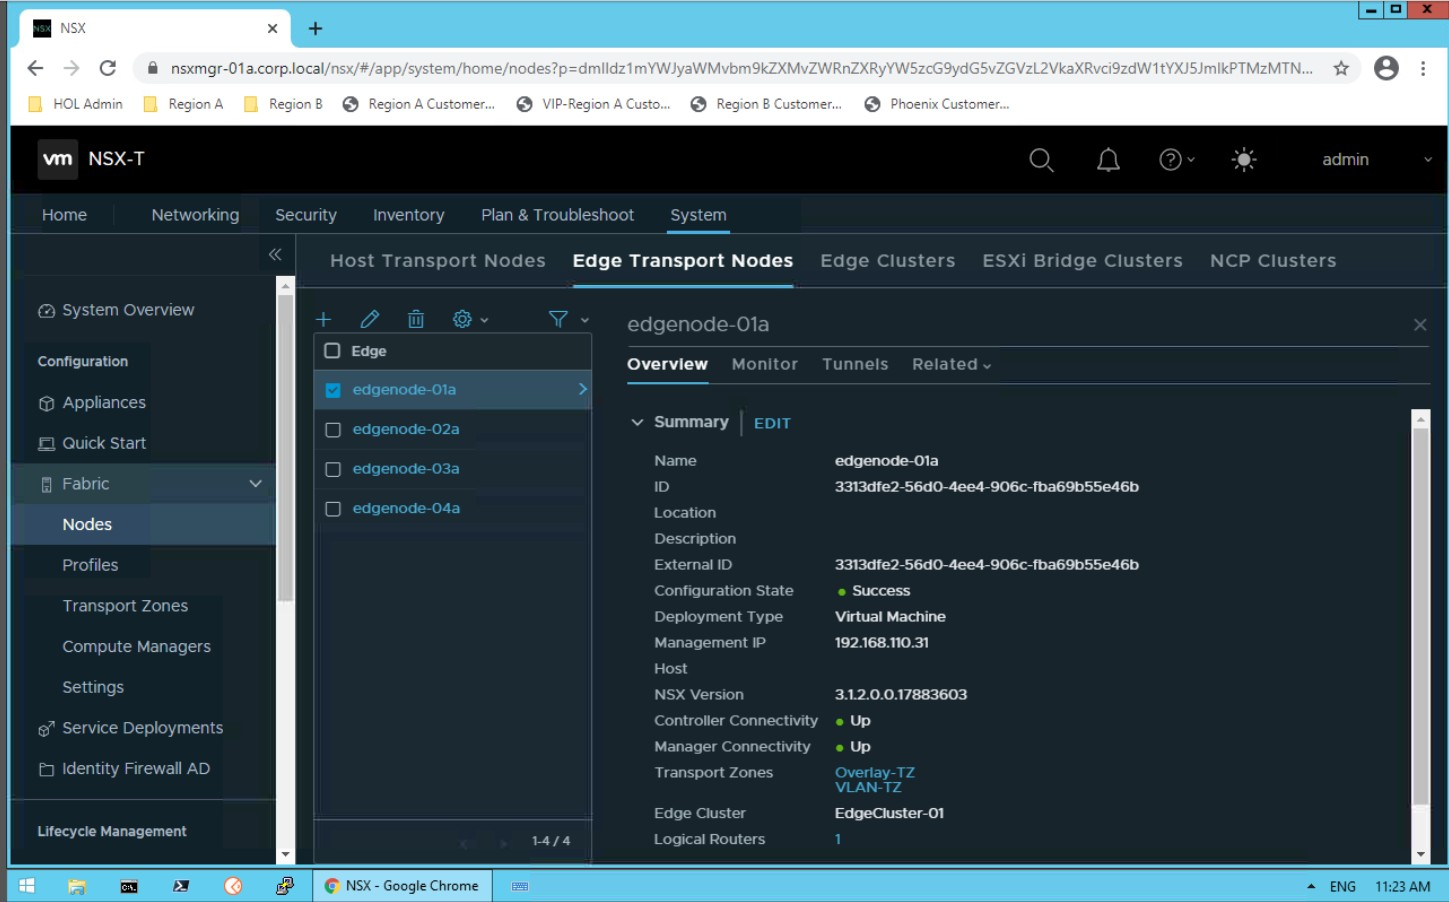 NSX
NSX
nsxmgr-01a.corp.local/nsx/#/app/system/home/nodes?p=
HOL Admin
Region A
Region B
Region A Customer...
VIP-Region A Custo...
Region B Customer...
Phoenix Customer...
vm NSX-T
admin
Home
Networking
Security
Inventory
Plan & Troubleshoot
System
Host Transport Nodes
Edge Transport Nodes
Edge Clusters
ESXi Bridge Clusters
NCP Clusters
System Overview
Configuration
Appliances
Quick Start
Fabric
Nodes
Profiles
Transport Zones
Compute Managers
Settings
Service Deployments
Identity Firewall AD
Lifecycle Management
Edge
edgenode-01a
edgenode-02a
edgenode-03a
edgenode-04a
1-4 / 4
edgenode-01a
Overview
Monitor
Tunnels
Related
Summary
EDIT
Name edgenode-01a
ID 3313dfe2-56d0-4ee4-906c-fba69b55e46b
Location
Description
External ID 3313dfe2-56d0-4ee4-906c-fba69b55e46b
Configuration State Success
Deployment Type Virtual Machine
Management IP 192.168.110.31
Host
NSX Version 3.1.2.0.0.17883603
Controller Connectivity Up
Manager Connectivity Up
Transport Zones Overlay-TZ
VLAN-TZ
Edge Cluster EdgeCluster-01
Logical Routers 1
NSX - Google Chrome
ENG
11:23 AM